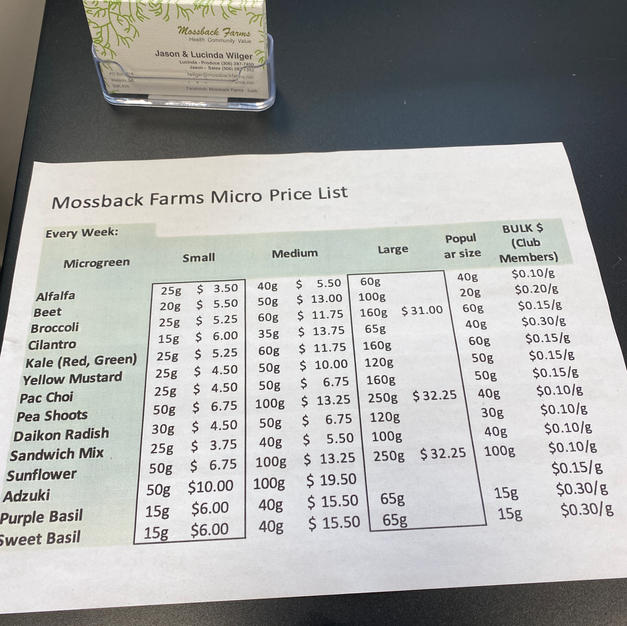 Mossback Farms
Health Community Value
Jason & Lucinda Wilger
Mossback Farms Micro Price List
Every Week:
Microgreen Small Medium Large Popul ar size BULK $ (Club Members)
Alfalfa 25g $ 3.50 40g $ 5.50 60g 40g $0.10/g
Beet 20g $ 5.50 50g $ 13.00 100g 20g $0.20/g
Broccoli 25g $ 5.25 60g $ 11.75 160g $31.00 60g $0.15/g
Cilantro 15g $ 6.00 35g $ 13.75 65g 40g $0.30/g
Kale (Red, Green) 25g $ 5.25 60g $ 11.75 160g 60g $0.15/g
Yellow Mustard 25g $ 4.50 50g $ 10.00 120g 50g $0.15/g
Pac Choi 25g $ 4.50 50g $ 6.75 160g 50g $0.15/g
Pea Shoots 50g $ 6.75 100g $ 13.25 250g $32.25 40g $0.10/g
Daikon Radish 30g $ 4.50 50g $ 6.75 120g 30g $0.10/g
Sandwich Mix 25g $ 3.75 40g $ 5.50 100g 40g $0.10/g
Sunflower 50g $ 6.75 100g $ 13.25 250g $32.25 100g $0.10/g
Adzuki 50g $10.00 100g $ 19.50 $0.15/g
Purple Basil 15g $6.00 40g $ 15.50 65g 15g $0.30/g
Sweet Basil 15g $6.00 40g $ 15.50 65g 15g $0.30/g